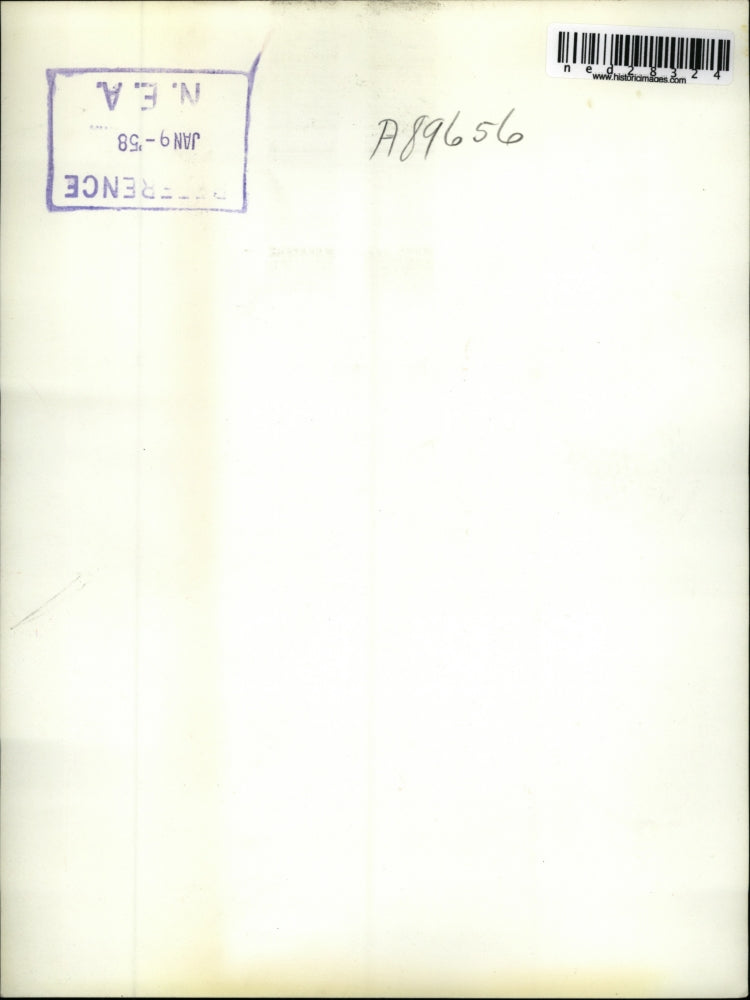 ned28324
www.historicimages.com
A89656
REFERENCE
JAN 9-'58
N.E.A.